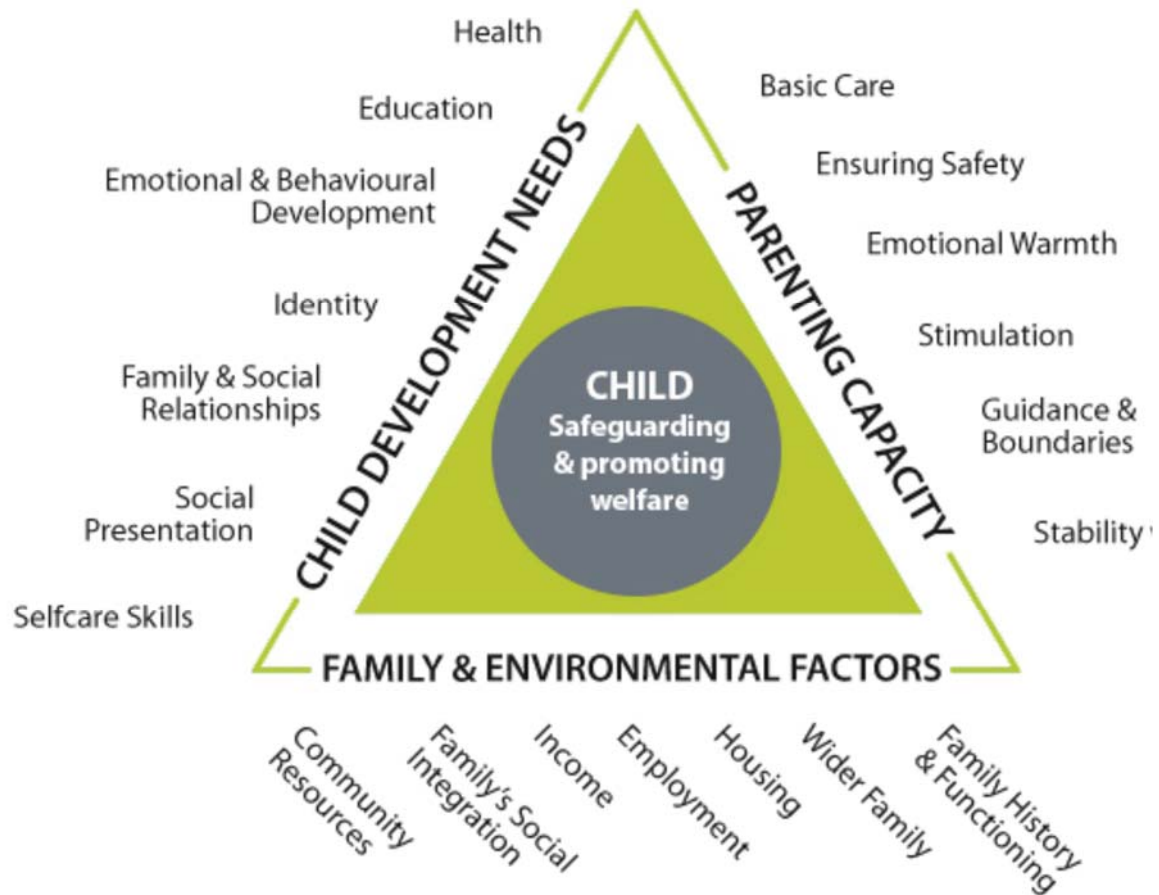 Health
Education
Emotional & Behavioural
Development
Identity
Family & Social
Relationships
Social
Presentation
Selfcare Skills
CHILD DEVELOPMENT NEEDS
PARENTING CAPACITY
Basic Care
Ensuring Safety
Emotional Warmth
Stimulation
Guidance &
Boundaries
Stability
CHILD
Safeguarding
& promoting
welfare
FAMILY & ENVIRONMENTAL FACTORS
Community
Resources
Family's Social
Integration
Income
Employment
Housing
Wider Family
Family History
& Functioning